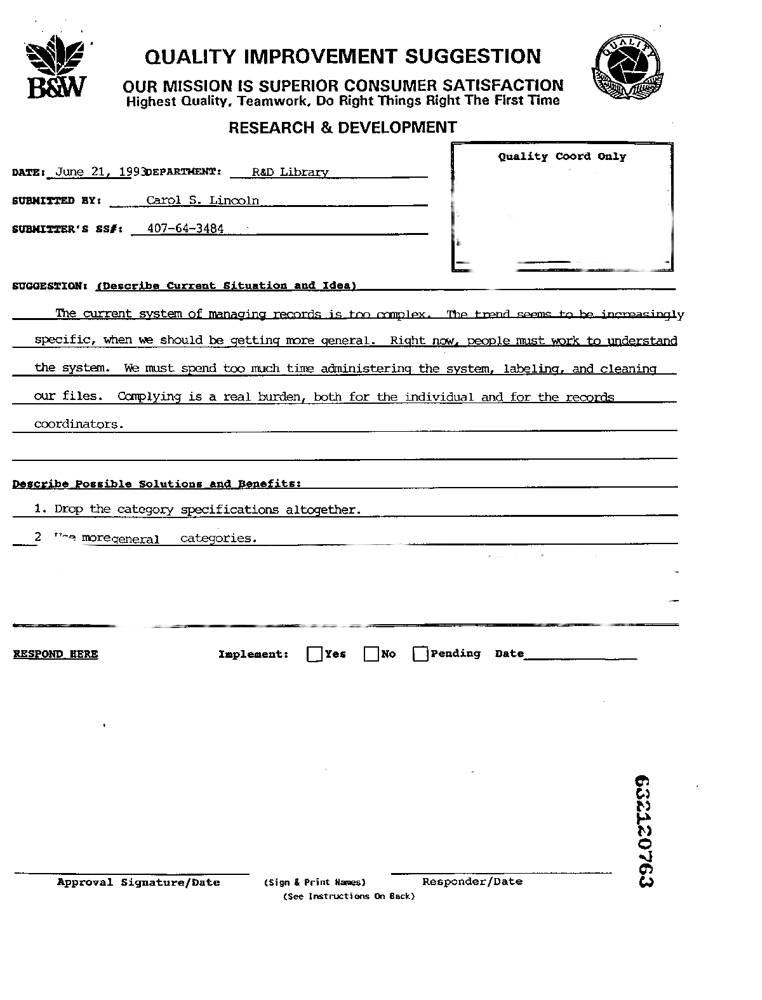 B&W
QUALITY IMPROVEMENT SUGGESTION
QUALITY
OUR MISSION IS SUPERIOR CONSUMER SATISFACTION
Highest Quality, Teamwork, Do Right Things Right The First Time
RESEARCH & DEVELOPMENT
Quality Coord Only
DATE: June 21, 1993 DEPARTMENT: R&D Library
SUBMITTED BY: Carol S. Lincoln
SUBMITTER'S SS#: 407-64-3484
SUGGESTION: (Describe Current Situation and Idea)
The current system of managing records is too complex. The trend seems to be increasingly
specific, when we should be getting more general. Right now, people must work to understand
the system. We must spend too much time administering the system, labeling, and cleaning
our files. Complying is a real burden, both for the individual and for the records
coordinators.
Describe Possible Solutions and Benefits:
1. Drop the category specifications altogether.
2 more general categories.
RESPOND HERE Implement: Yes No Pending Date
632120763
Approval Signature/Date (Sign & Print Names) Responder/Date
(See Instructions On Back)